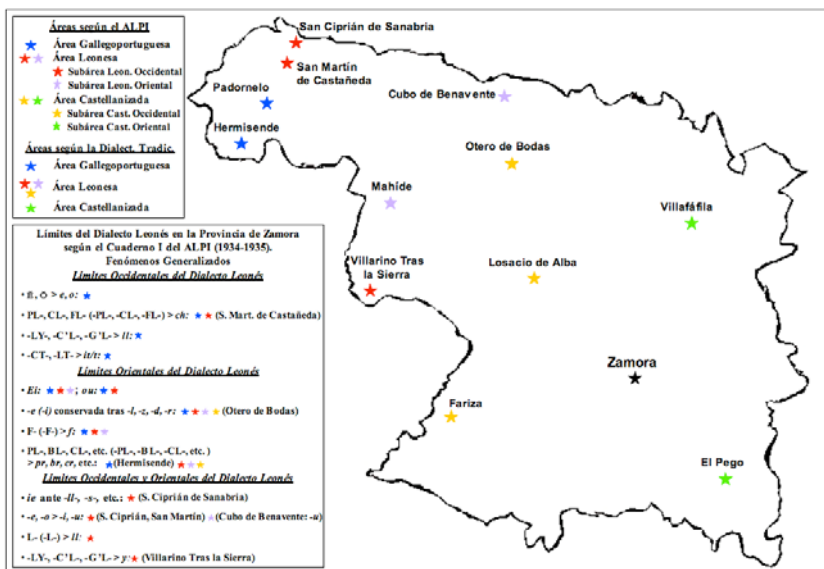 Áreas según el ALPI
Área Gallegoportuguesa
Área Leonesa
Subárea Leon. Occidental
Subárea Leon. Oriental
Área Castellanizada
Subárea Cast. Occidental
Subárea Cast. Oriental
Áreas según la Dialect. Tradic.
Área Gallegoportuguesa
Área Leonesa
Área Castellanizada
San Ciprián de Sanabria
San Martín
de Castañeda
Padornelo
Cubo de Benavente
Hermisende
Otero de Bodas
Mahíde
Villafáfila
Villarino Tras
la Sierra
Losacio de Alba
Zamora
Fariza
El Pego
Límites del Dialecto Leonés en la Provincia de Zamora
según el Cuaderno I del ALPI (1934-1935).
Fenómenos Generalizados
Límites Occidentales del Dialecto Leonés
> e, o:
• PL-, CL-, FL- (-PL-, -CL-, -FL-) > ch: (S. Mart. de Castañeda)
• -LY-, -C'L-, -G'L- > ll:
• -CT-, -LT- > it/t:
Límites Orientales del Dialecto Leonés
• Ei: ; ou:
• -e (-i) conservada tras -l, -z, -d, -r: (Otero de Bodas)
• F- (-F-) > f:
• PL-, BL-, CL-, etc. (-PL-, -BL-, -CL-, etc.)
> pr, br, cr, etc.: (Hermisende)
Límites Occidentales y Orientales del Dialecto Leonés
• ie ante -ll-, -s-, etc.: (S. Ciprián de Sanabria)
• -e, -o > -i, -u: (S. Ciprián, San Martín) (Cubo de Benavente: -u)
• L- (-L-) > ll:
• -LY-, -C'L-, -G'L- > y: (Villarino Tras la Sierra)